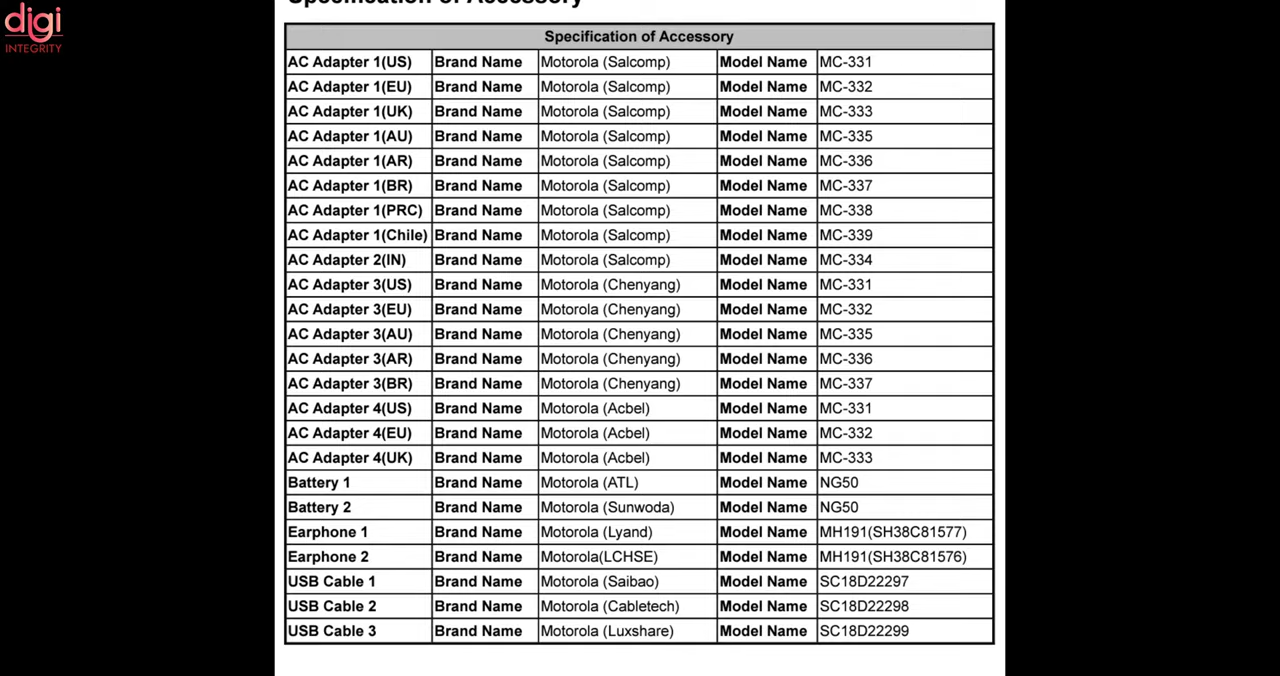 digi
INTEGRITY
Specification of Accessory
Specification of Accessory
AC Adapter 1(US) Brand Name Motorola (Salcomp) Model Name MC-331
AC Adapter 1(EU) Brand Name Motorola (Salcomp) Model Name MC-332
AC Adapter 1(UK) Brand Name Motorola (Salcomp) Model Name MC-333
AC Adapter 1(AU) Brand Name Motorola (Salcomp) Model Name MC-335
AC Adapter 1(AR) Brand Name Motorola (Salcomp) Model Name MC-336
AC Adapter 1(BR) Brand Name Motorola (Salcomp) Model Name MC-337
AC Adapter 1(PRC) Brand Name Motorola (Salcomp) Model Name MC-338
AC Adapter 1(Chile) Brand Name Motorola (Salcomp) Model Name MC-339
AC Adapter 2(IN) Brand Name Motorola (Salcomp) Model Name MC-334
AC Adapter 3(US) Brand Name Motorola (Chenyang) Model Name MC-331
AC Adapter 3(EU) Brand Name Motorola (Chenyang) Model Name MC-332
AC Adapter 3(AU) Brand Name Motorola (Chenyang) Model Name MC-335
AC Adapter 3(AR) Brand Name Motorola (Chenyang) Model Name MC-336
AC Adapter 3(BR) Brand Name Motorola (Chenyang) Model Name MC-337
AC Adapter 4(US) Brand Name Motorola (Acbel) Model Name MC-331
AC Adapter 4(EU) Brand Name Motorola (Acbel) Model Name MC-332
AC Adapter 4(UK) Brand Name Motorola (Acbel) Model Name MC-333
Battery 1 Brand Name Motorola (ATL) Model Name NG50
Battery 2 Brand Name Motorola (Sunwoda) Model Name NG50
Earphone 1 Brand Name Motorola (Lyand) Model Name MH191(SH38C81577)
Earphone 2 Brand Name Motorola(LCHSE) Model Name MH191(SH38C81576)
USB Cable 1 Brand Name Motorola (Saibao) Model Name SC18D22297
USB Cable 2 Brand Name Motorola (Cabletech) Model Name SC18D22298
USB Cable 3 Brand Name Motorola (Luxshare) Model Name SC18D22299